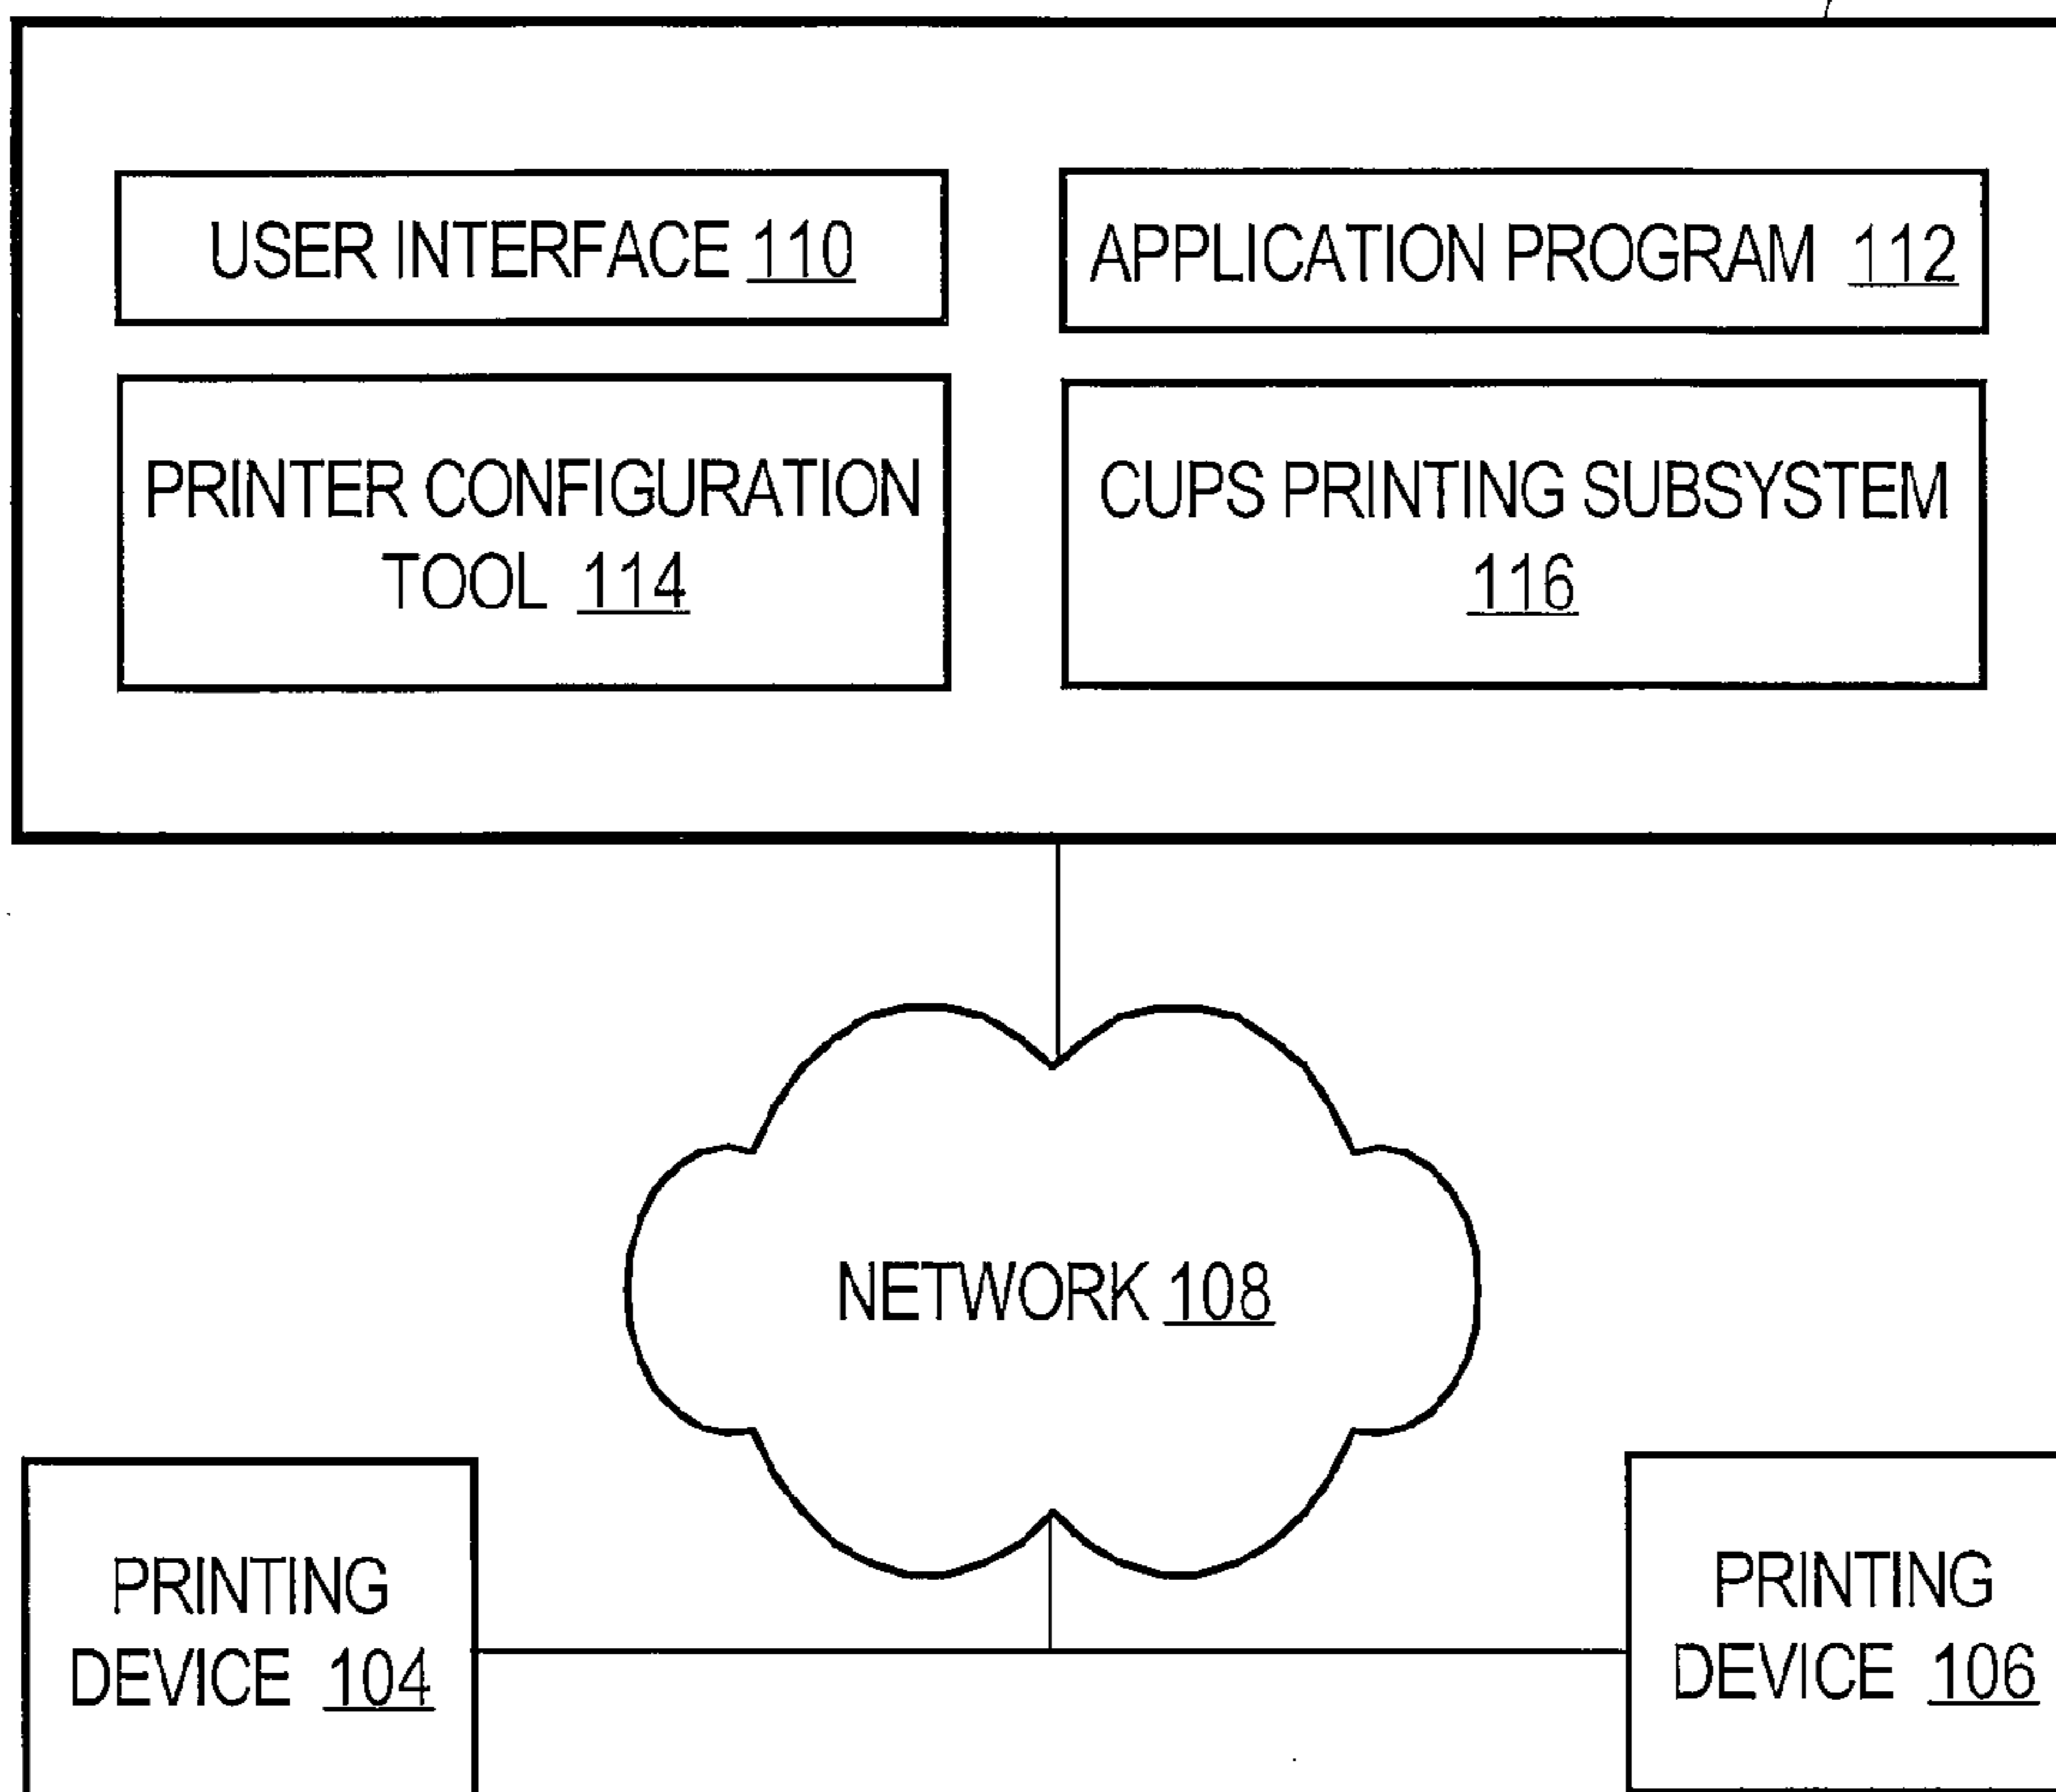 USER INTERFACE 110
APPLICATION PROGRAM 112
PRINTER CONFIGURATION
TOOL 114
CUPS PRINTING SUBSYSTEM
116
NETWORK 108
PRINTING
DEVICE 104
PRINTING
DEVICE 106